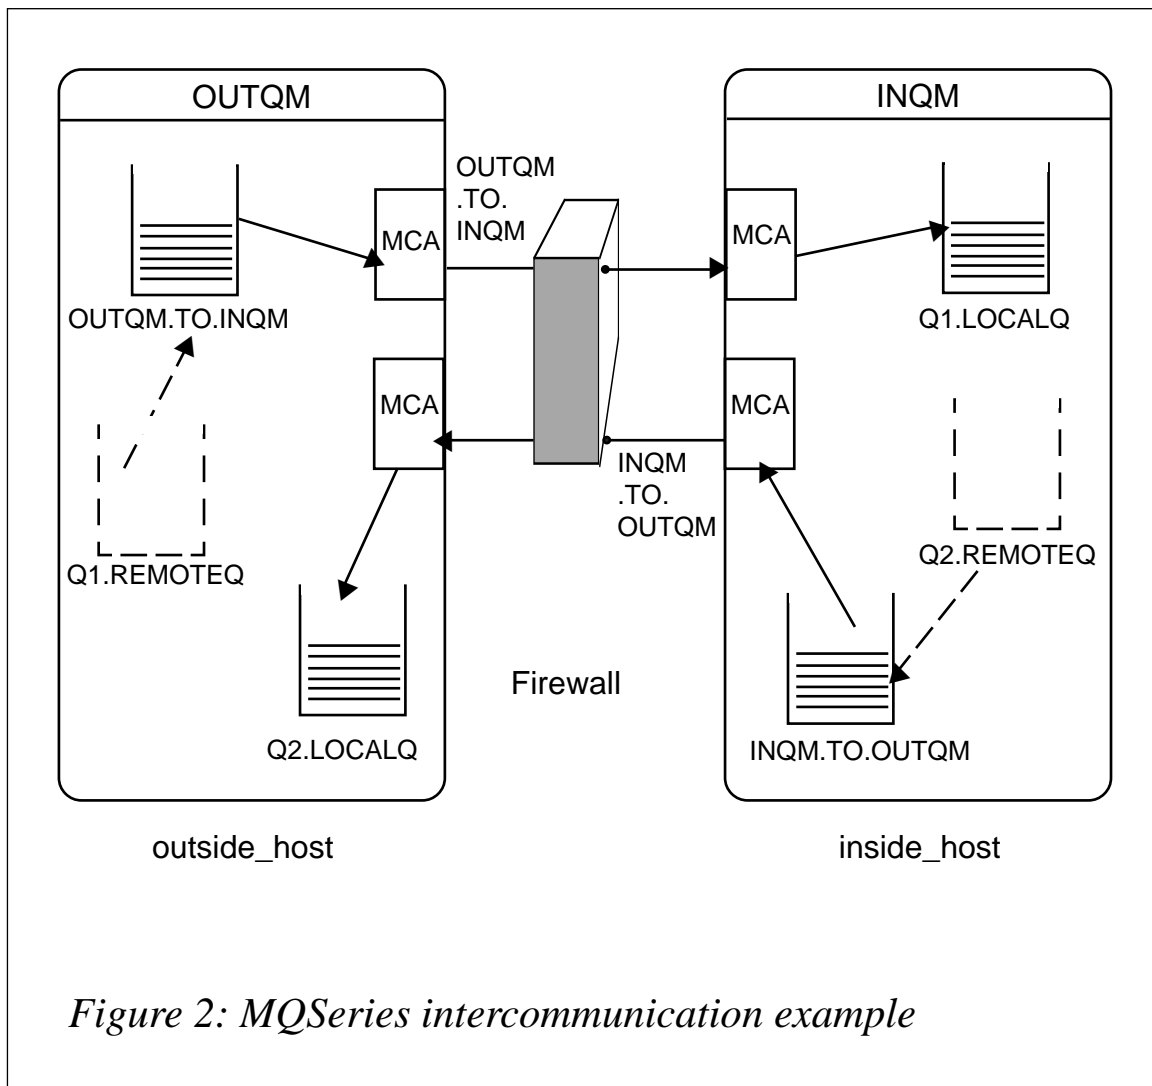 OUTQM
INQM
OUTQM
.TO.
INQM
MCA
MCA
OUTQM.TO.INQM
Q1.LOCALQ
MCA
MCA
INQM
.TO.
OUTQM
Q1.REMOTEQ
Q2.REMOTEQ
Firewall
Q2.LOCALQ
INQM.TO.OUTQM
outside_host
inside_host
Figure 2: MQSeries intercommunication example